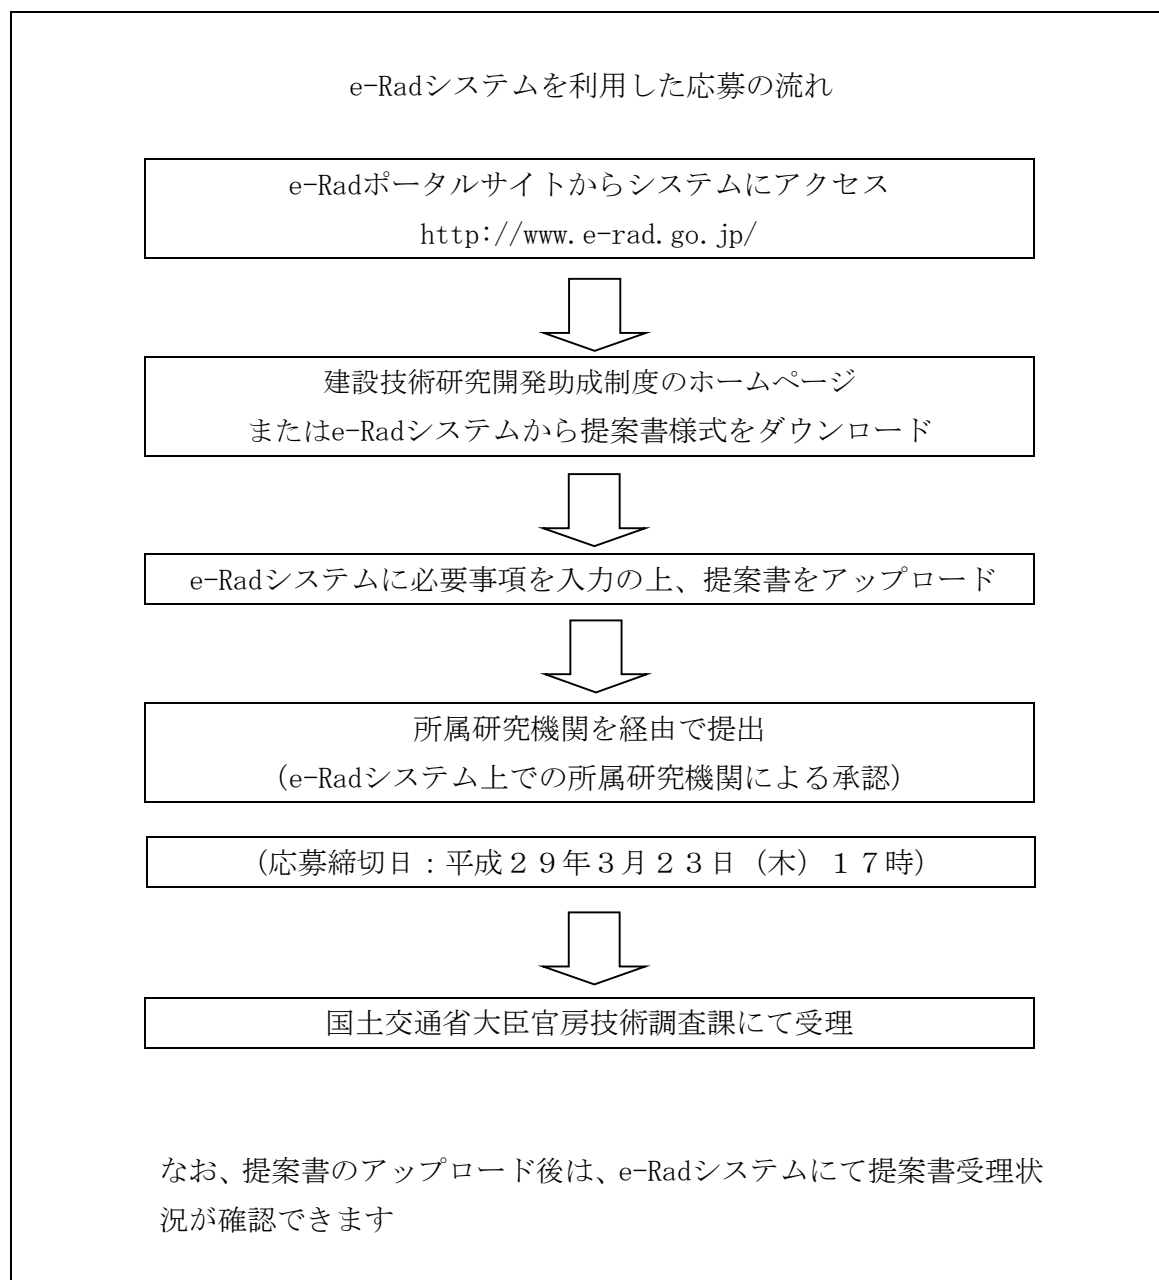 e-Radシステムを利用した応募の流れ
e-Radポータルサイトからシステムにアクセス
http://www.e-rad.go.jp/
建設技術研究開発助成制度のホームページ
またはe-Radシステムから提案書様式をダウンロード
e-Radシステムに必要事項を入力の上、提案書をアップロード
所属研究機関を経由で提出
（e-Radシステム上での所属研究機関による承認）
（応募締切日：平成２９年３月２３日（木）１７時）
国土交通省大臣官房技術調査課にて受理
なお、提案書のアップロード後は、e-Radシステムにて提案書受理状
況が確認できます